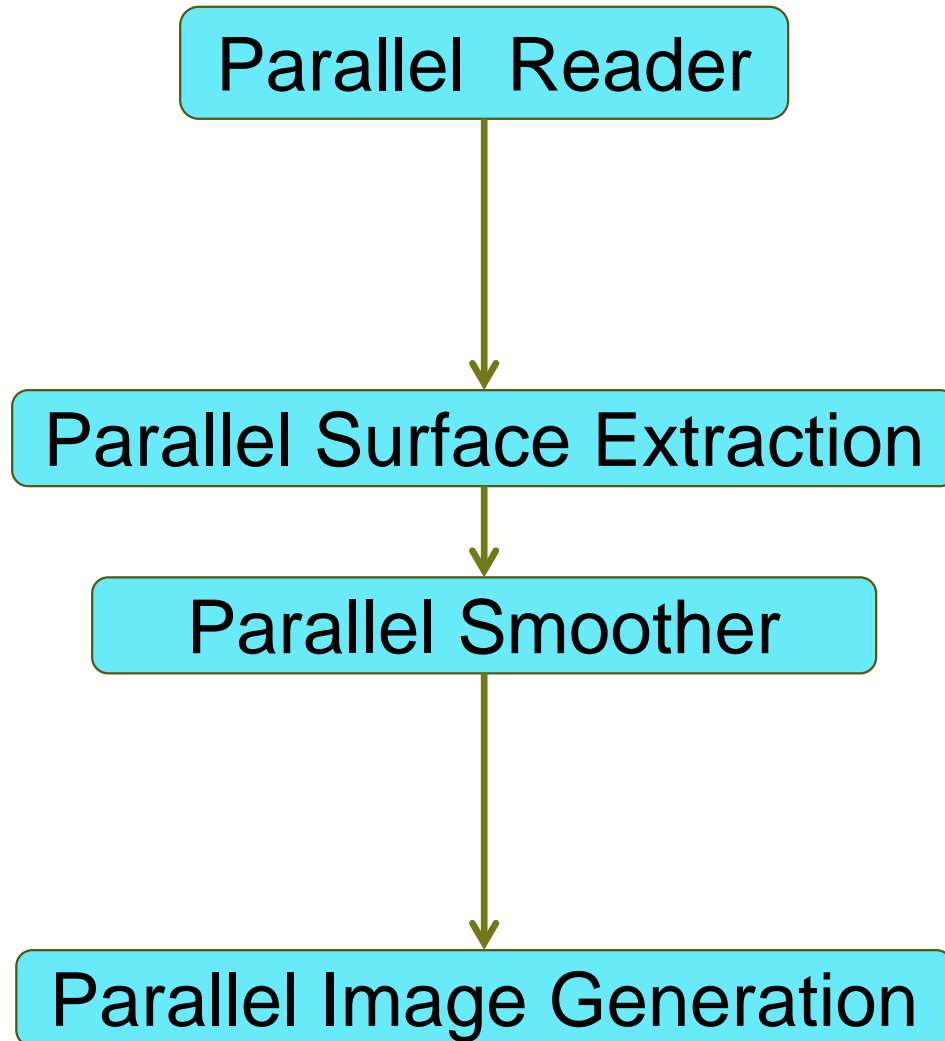 Parallel  Reader
Parallel Surface Extraction
Parallel Smoother
Parallel Image Generation